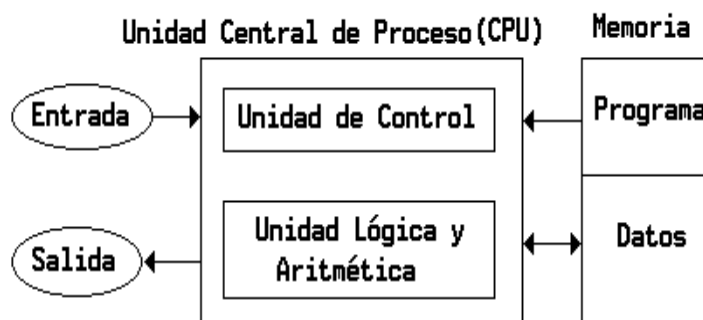 Unidad Central de Proceso(CPU)
Memoria
Entrada
Unidad de Control
Programa
Salida
Unidad Lógica y
Aritmética
Datos